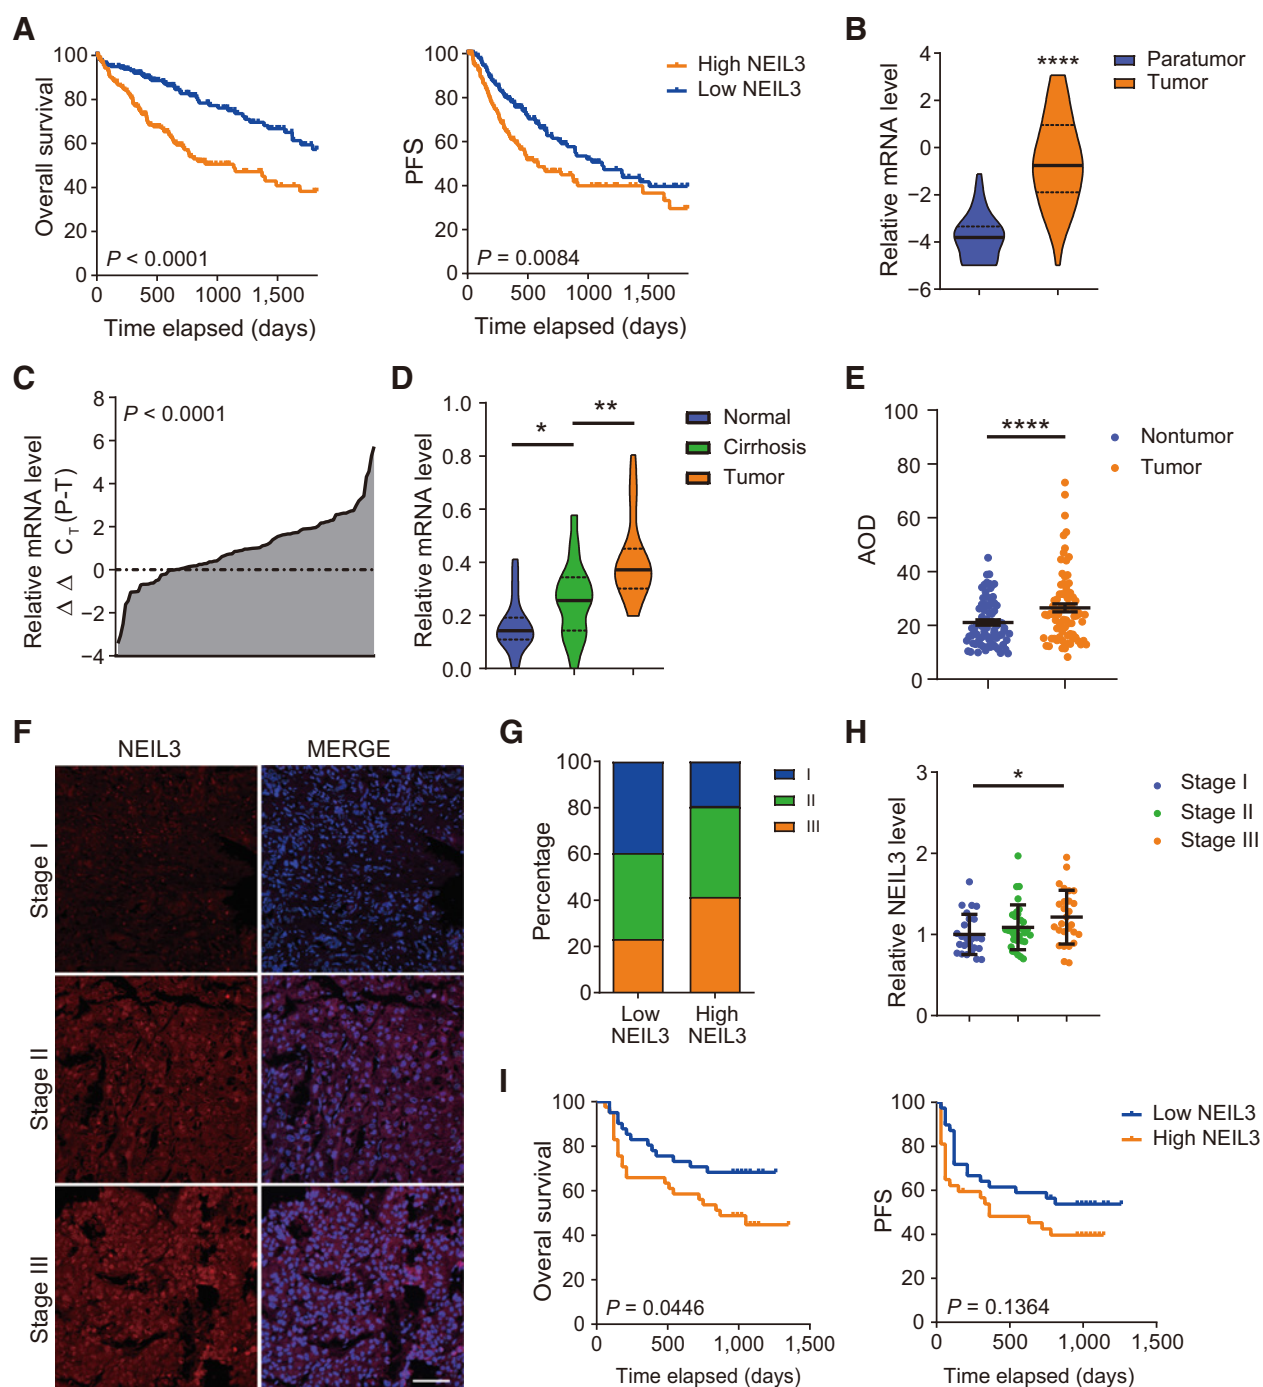 A
100
80
60
40
20
0
Overall survival
P < 0.0001
0
500
1000
1,500
Time elapsed (days)
100
80
60
40
20
0
PFS
P = 0.0084
0
500
1000
1,500
Time elapsed (days)
High NEIL3
Low NEIL3
B
4
2
0
−2
−4
−6
Relative mRNA level
****
Paratumor
Tumor
C
8
6
4
2
0
−2
−4
Relative mRNA level
Δ Δ CT (P-T)
P < 0.0001
D
1.0
0.8
0.6
0.4
0.2
0.0
Relative mRNA level
*
**
Normal
Cirrhosis
Tumor
E
100
80
60
40
20
0
AOD
****
Nontumor
Tumor
F
NEIL3
MERGE
Stage I
Stage II
Stage III
G
100
80
60
40
20
0
Percentage
Low
NEIL3
High
NEIL3
I
II
III
H
3
2
1
0
Relative NEIL3 level
*
Stage I
Stage II
Stage III
I
100
80
60
40
20
0
Overal survival
P = 0.0446
0
500
1,000
1,500
Time elapsed (days)
100
80
60
40
20
0
PFS
P = 0.1364
0
500
1,000
1,500
Time elapsed (days)
Low NEIL3
High NEIL3